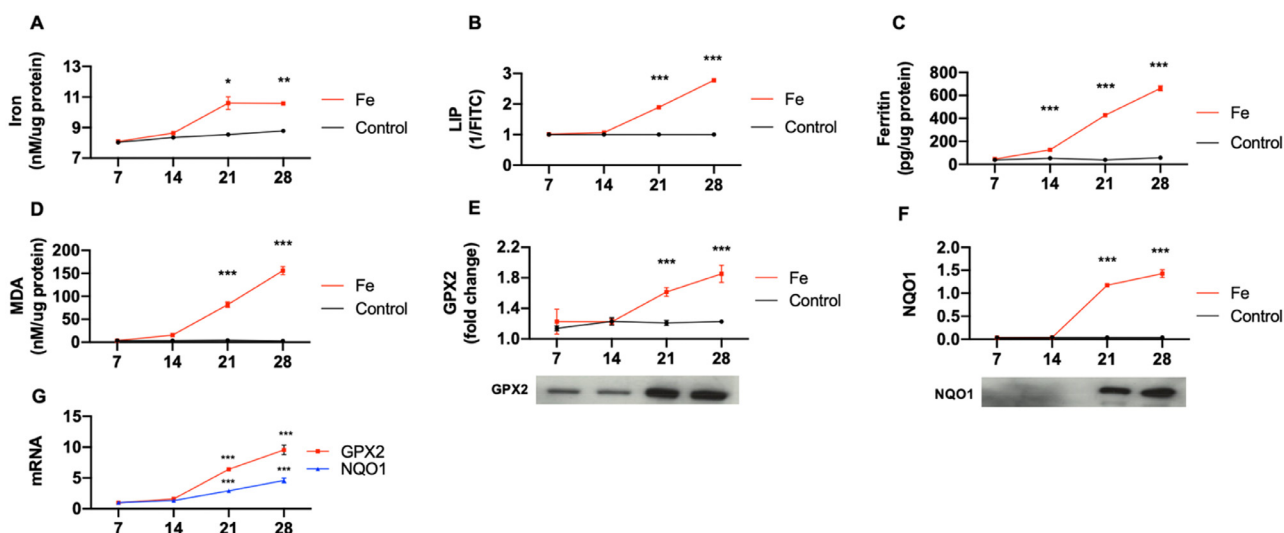 A
Iron
(nM/ug protein)
13
11
9
7
*
**
Fe
Control
7 14 21 28
B
LIP
(1/FITC)
3
2
1
0
***
***
Fe
Control
7 14 21 28
C
Ferritin
(pg/ug protein)
800
600
400
200
0
***
***
***
Fe
Control
7 14 21 28
D
MDA
(nM/ug protein)
200
150
100
50
0
***
***
Fe
Control
7 14 21 28
E
GPX2
(fold change)
2.2
1.8
1.4
1.0
***
***
Fe
Control
7 14 21 28
GPX2
F
NQO1
2.0
1.5
1.0
0.5
0.0
***
***
Fe
Control
7 14 21 28
NQO1
G
mRNA
15
10
5
0
***
***
***
***
GPX2
NQO1
7 14 21 28